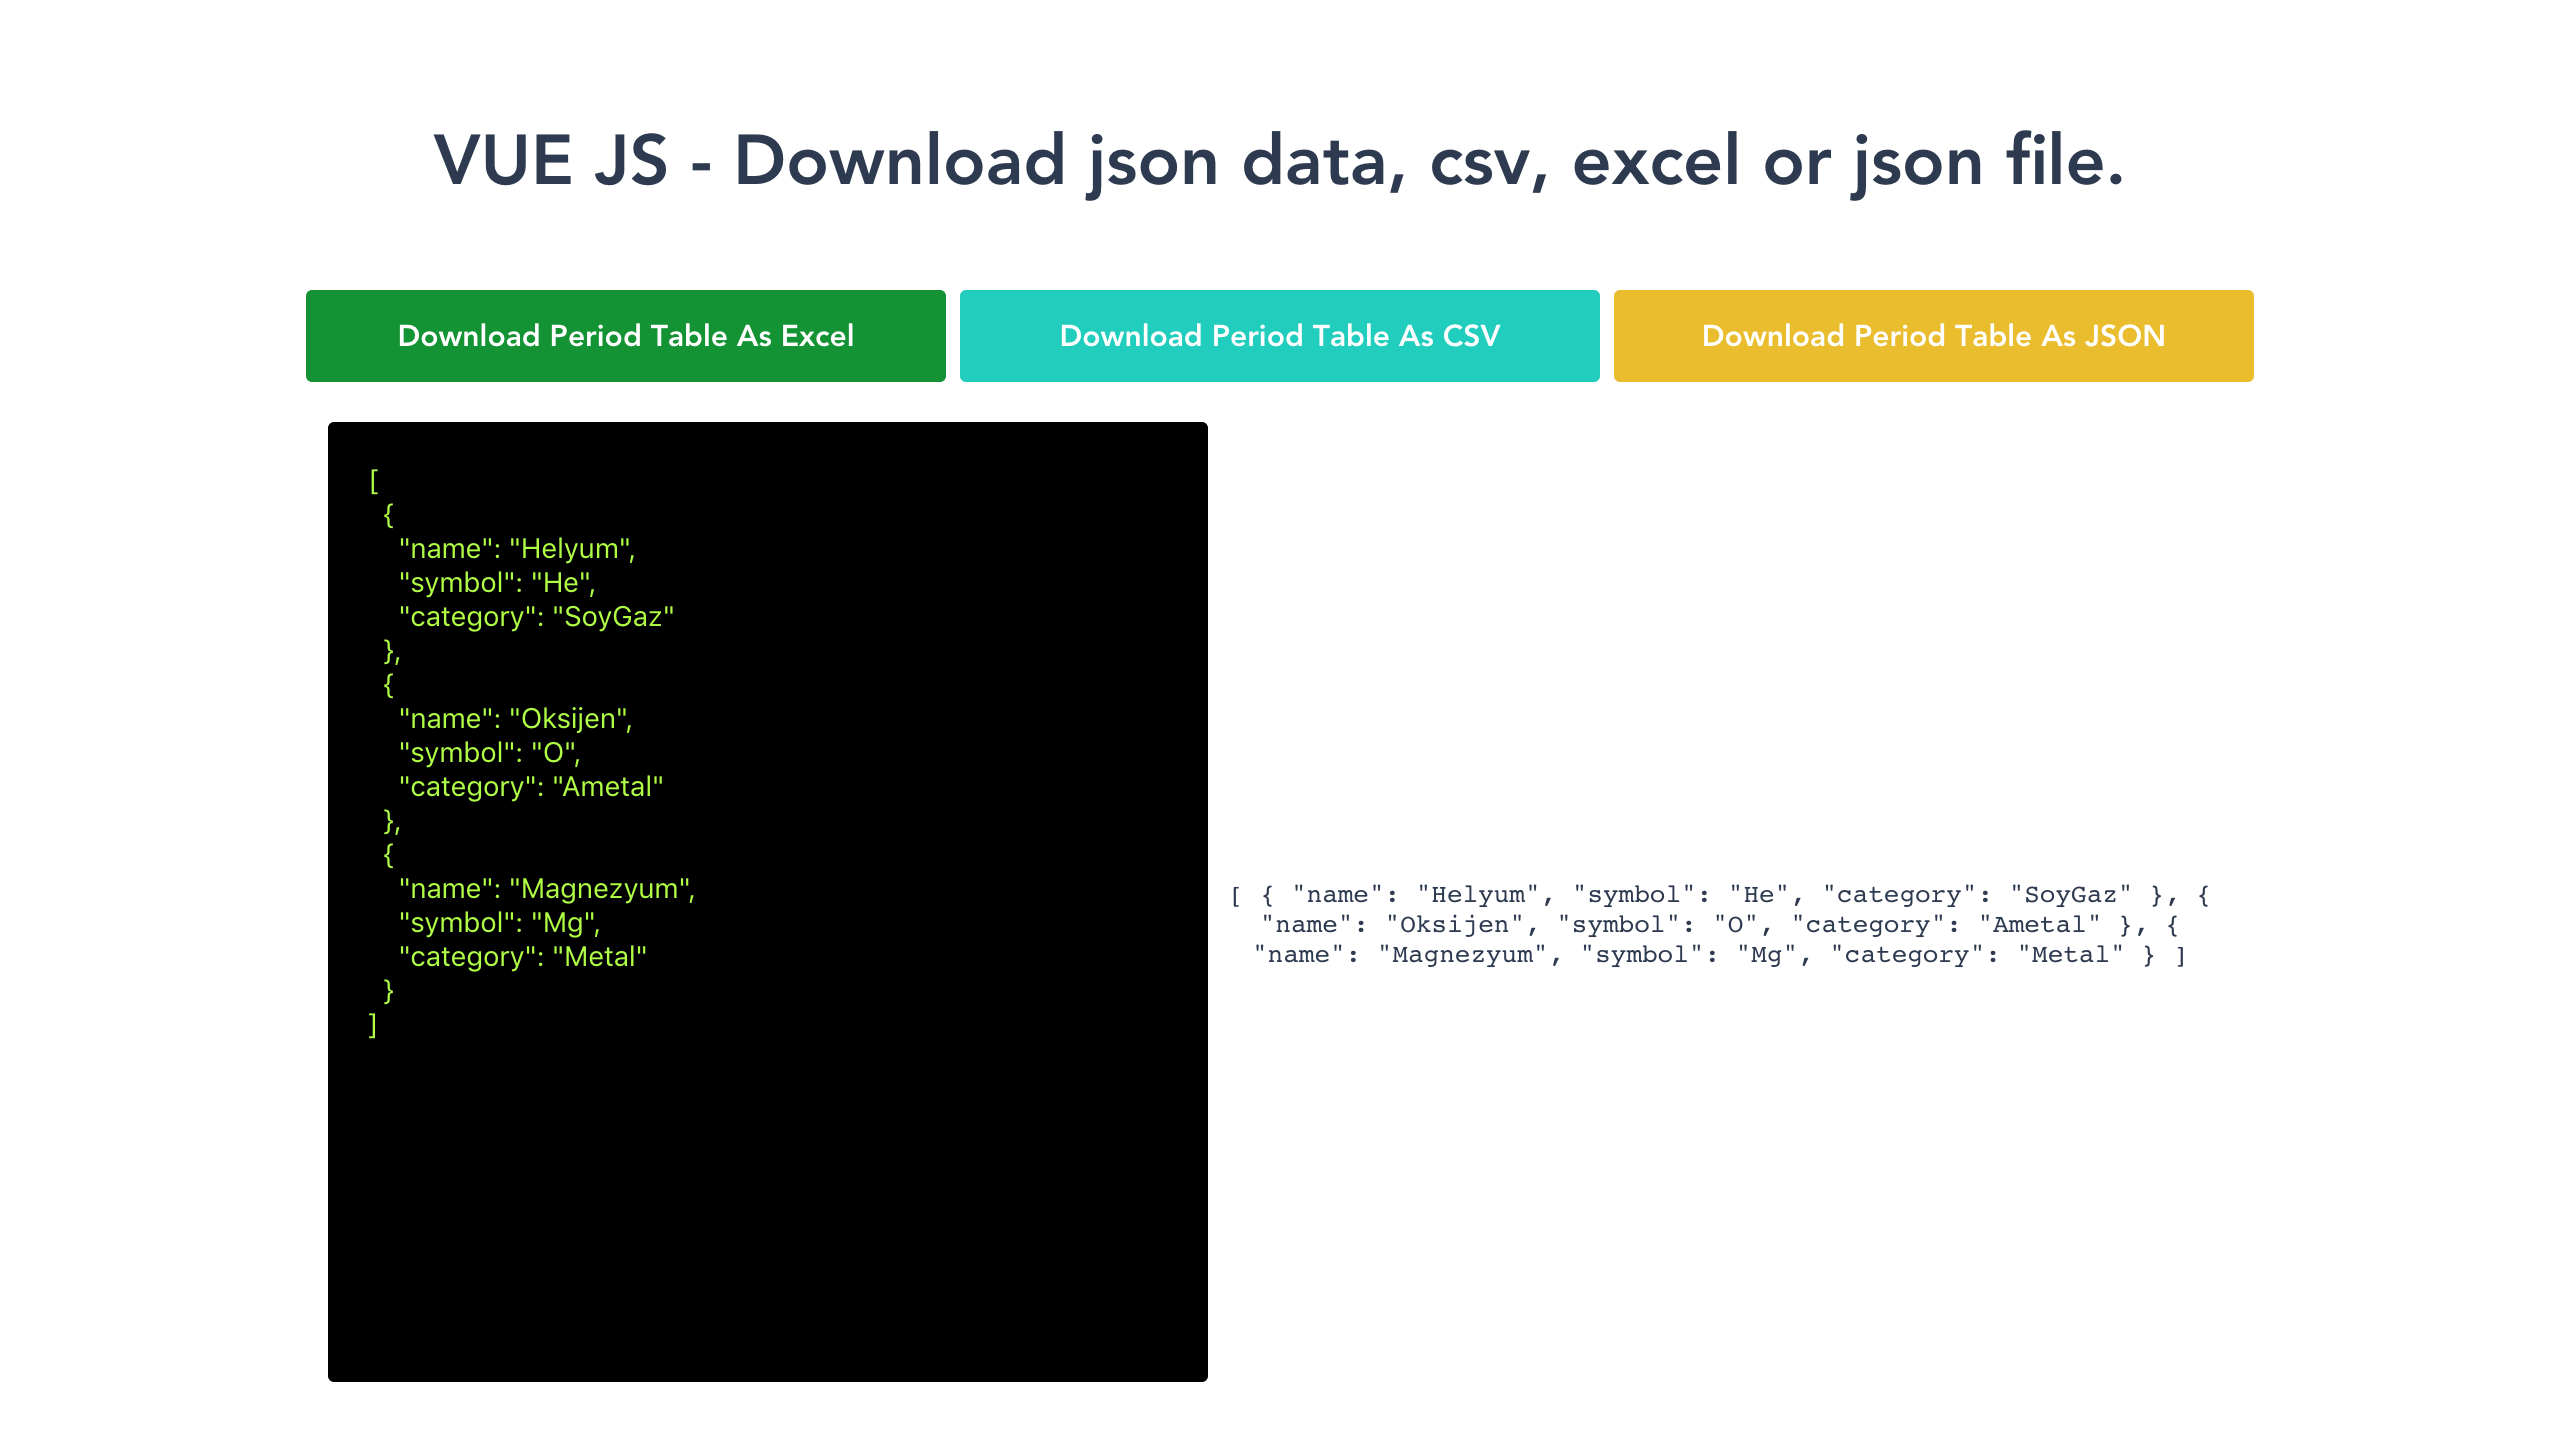 VUE JS - Download json data, csv, excel or json file.
Download Period Table As Excel
Download Period Table As CSV
Download Period Table As JSON
[
{
"name": "Helyum",
"symbol": "He",
"category": "SoyGaz"
},
{
"name": "Oksijen",
"symbol": "O",
"category": "Ametal"
},
{
"name": "Magnezyum",
"symbol": "Mg",
"category": "Metal"
}
]
[ { "name": "Helyum", "symbol": "He", "category": "SoyGaz" }, {
"name": "Oksijen", "symbol": "O", "category": "Ametal" }, {
"name": "Magnezyum", "symbol": "Mg", "category": "Metal" } ]